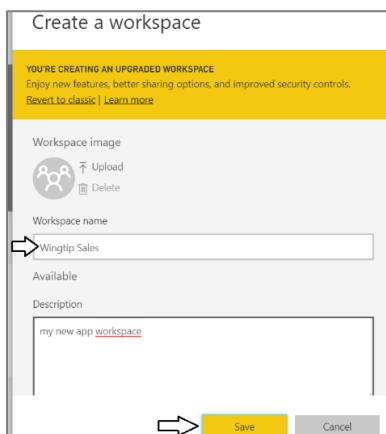 Create a workspace
YOU'RE CREATING AN UPGRADED WORKSPACE
Enjoy new features, better sharing options, and improved security controls.
Revert to classic | Learn more
Workspace image
Upload
Delete
Workspace name
Wingtip Sales
Available
Description
my new app workspace
Save Cancel